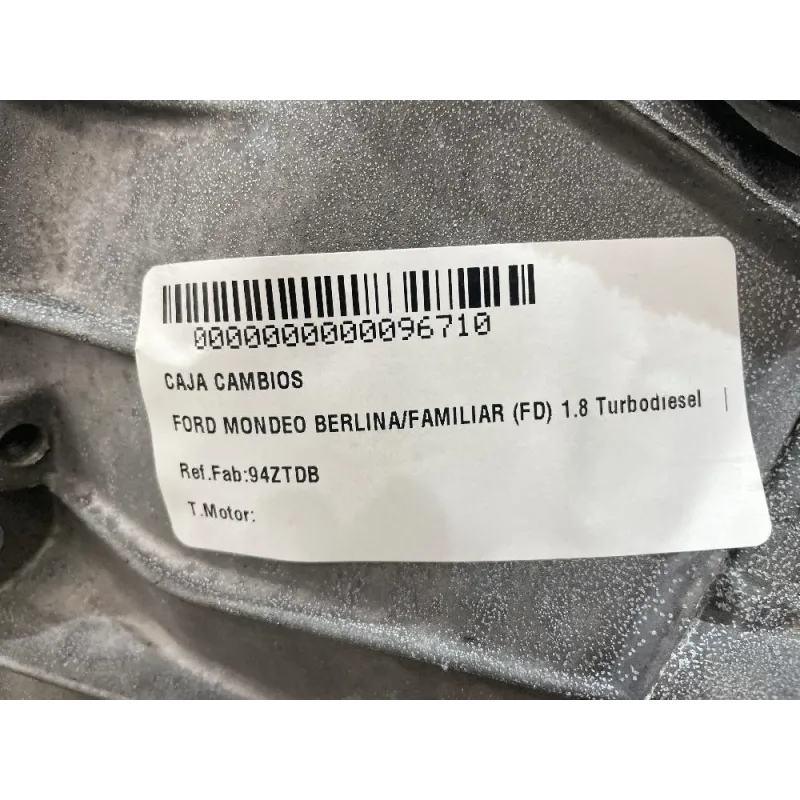 0000000000096710
CAJA CAMBIOS
FORD MONDEO BERLINA/FAMILIAR (FD) 1.8 Turbodiesel |
Ref.Fab:94ZTDB
T.Motor: